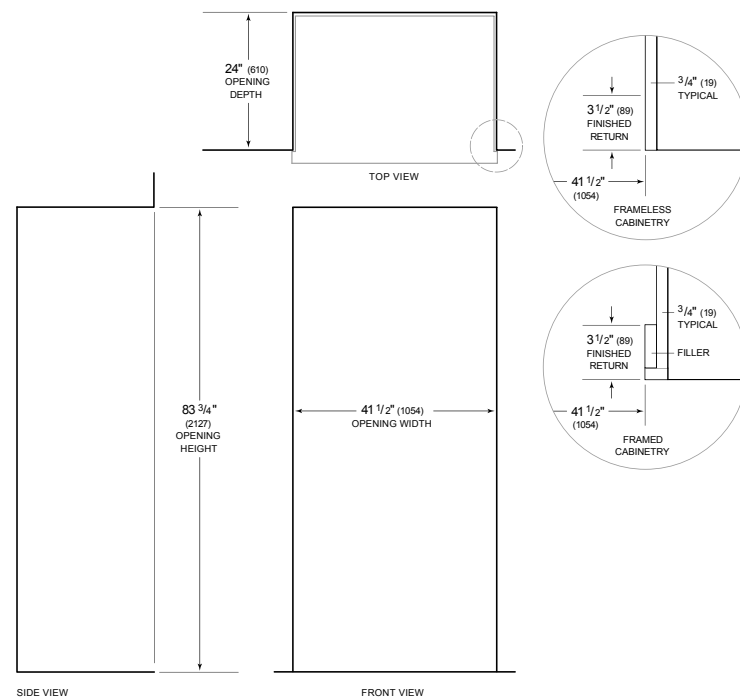 24" (610)
OPENING
DEPTH
TOP VIEW
3/4" (19)
TYPICAL
3 1/2" (89)
FINISHED
RETURN
41 1/2"
(1054)
FRAMELESS
CABINETRY
3/4" (19)
TYPICAL
3 1/2" (89)
FINISHED
RETURN
FILLER
41 1/2"
(1054)
FRAMED
CABINETRY
83 3/4"
(2127)
OPENING
HEIGHT
41 1/2" (1054)
OPENING WIDTH
SIDE VIEW
FRONT VIEW